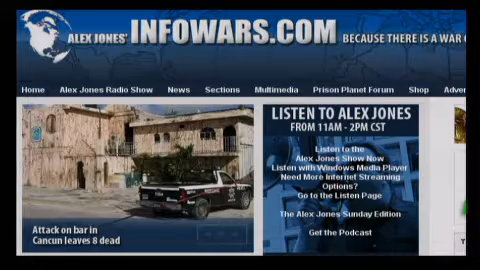 ALEX JONES' INFOWARS.COM BECAUSE THERE IS A WAR
Home Alex Jones Radio Show News Sections Multimedia Prison Planet Forum Shop Adver
LISTEN TO ALEX JONES
FROM 11AM - 2PM CST
Listen to the
Alex Jones Show Now
Listen with Windows Media Player
Need More Internet Streaming
Options?
Go to the Listen Page
The Alex Jones Sunday Edition
Get the Podcast
Attack on bar in
Cancun leaves 8 dead